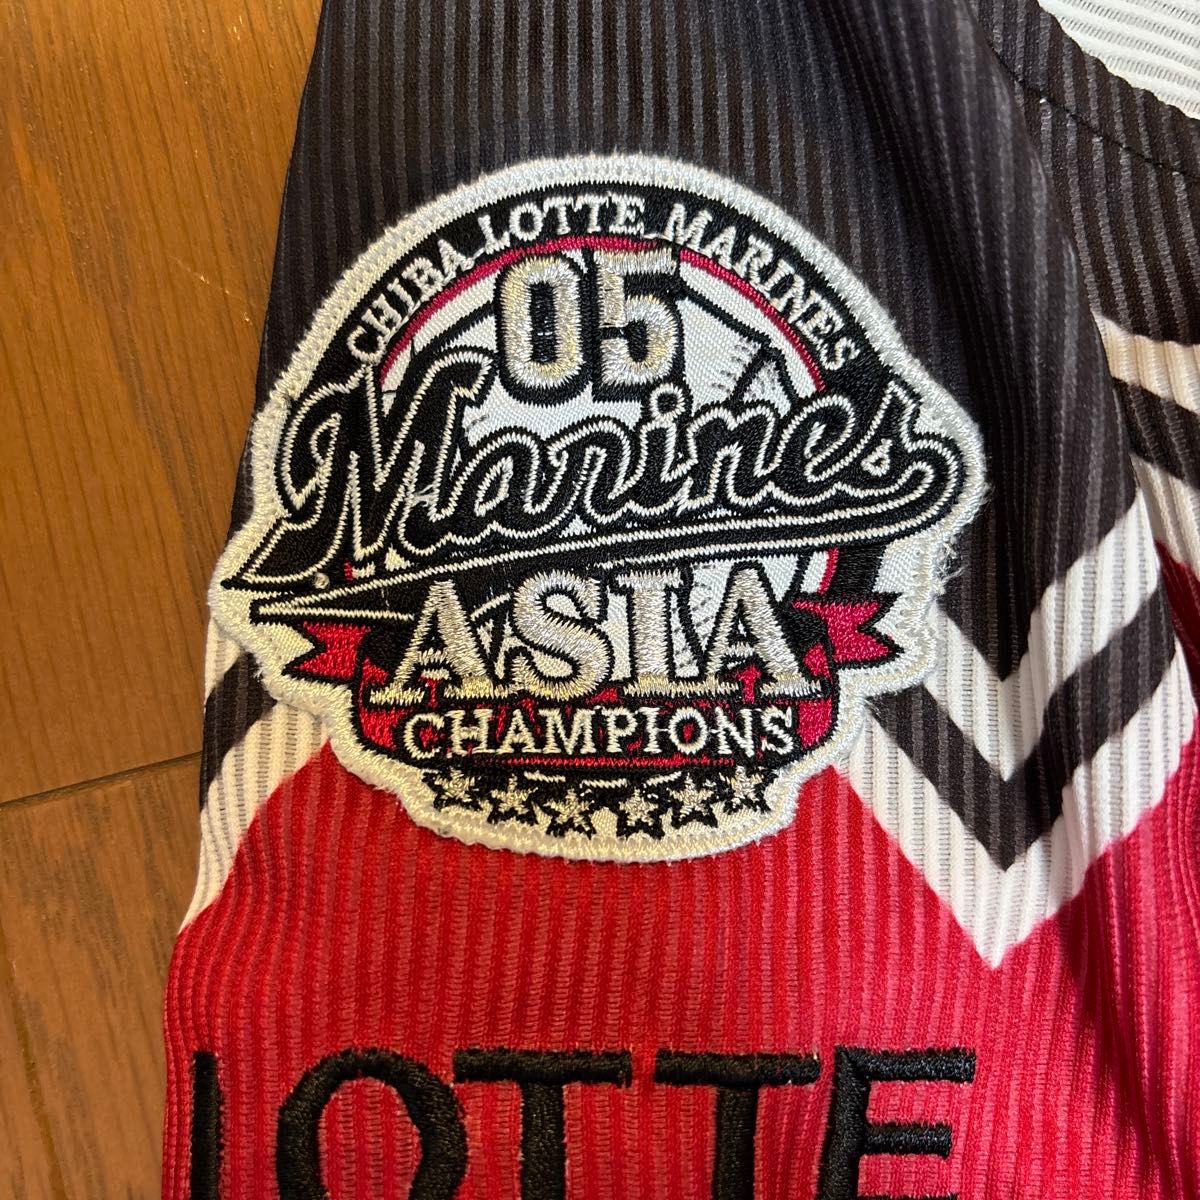 CHIBA LOTTE MARINES
05
Marines
ASIA
CHAMPIONS
LOTTE